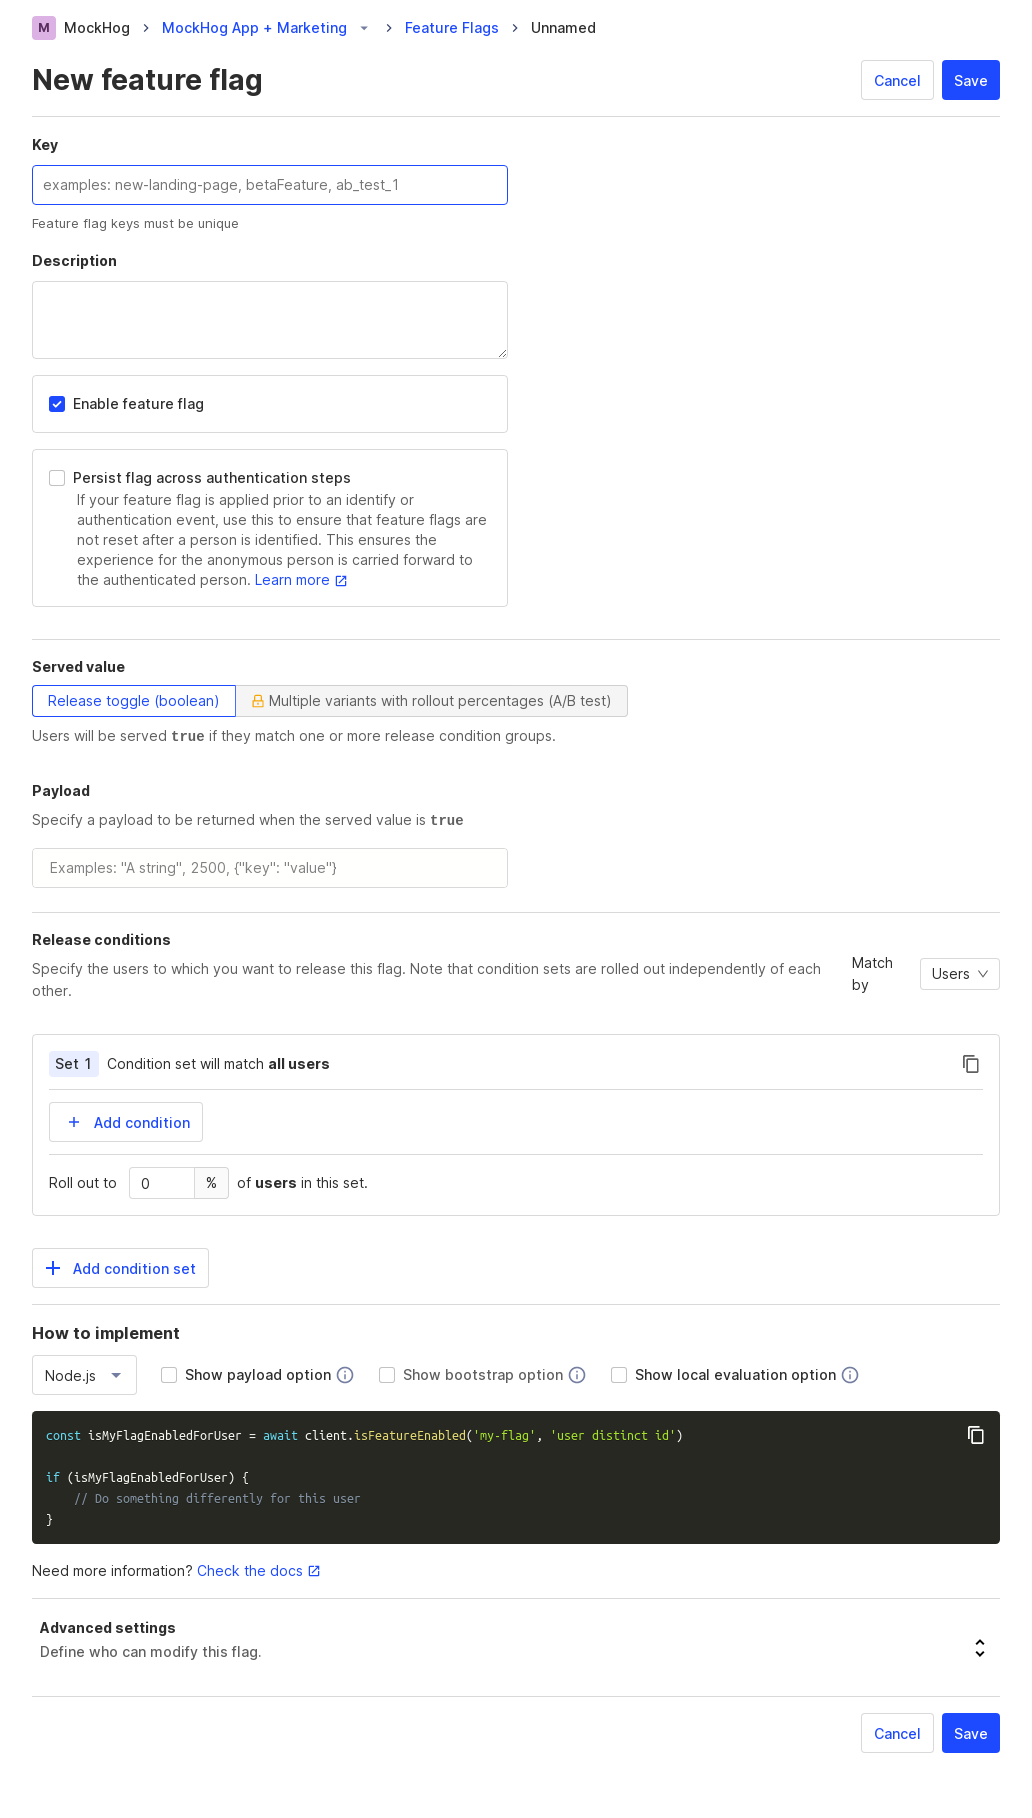 M MockHog > MockHog App + Marketing > Feature Flags > Unnamed
New feature flag
Cancel Save
Key
examples: new-landing-page, betaFeature, ab_test_1
Feature flag keys must be unique
Description
Enable feature flag
Persist flag across authentication steps
If your feature flag is applied prior to an identify or
authentication event, use this to ensure that feature flags are
not reset after a person is identified. This ensures the
experience for the anonymous person is carried forward to
the authenticated person. Learn more
Served value
Release toggle (boolean) Multiple variants with rollout percentages (A/B test)
Users will be served true if they match one or more release condition groups.
Payload
Specify a payload to be returned when the served value is true
Examples: "A string", 2500, {"key": "value"}
Release conditions
Specify the users to which you want to release this flag. Note that condition sets are rolled out independently of each
other.
Match
by
Users
Set 1 Condition set will match all users
+ Add condition
Roll out to 0 % of users in this set.
+ Add condition set
How to implement
Node.js Show payload option Show bootstrap option Show local evaluation option
const isMyFlagEnabledForUser = await client.isFeatureEnabled('my-flag', 'user distinct id')
if (isMyFlagEnabledForUser) {
// Do something differently for this user
}
Need more information? Check the docs
Advanced settings
Define who can modify this flag.
Cancel Save